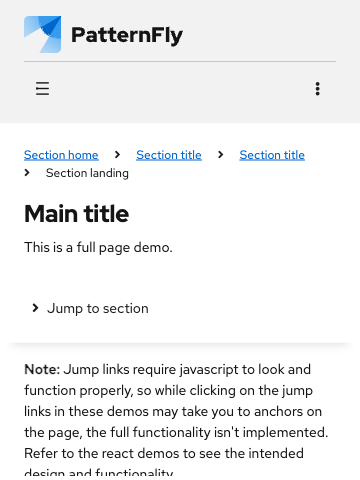 PatternFly
Section home Section title Section title
Section landing
Main title
This is a full page demo.
Jump to section
Note: Jump links require javascript to look and
function properly, so while clicking on the jump
links in these demos may take you to anchors on
the page, the full functionality isn't implemented.
Refer to the react demos to see the intended
design and functionality.